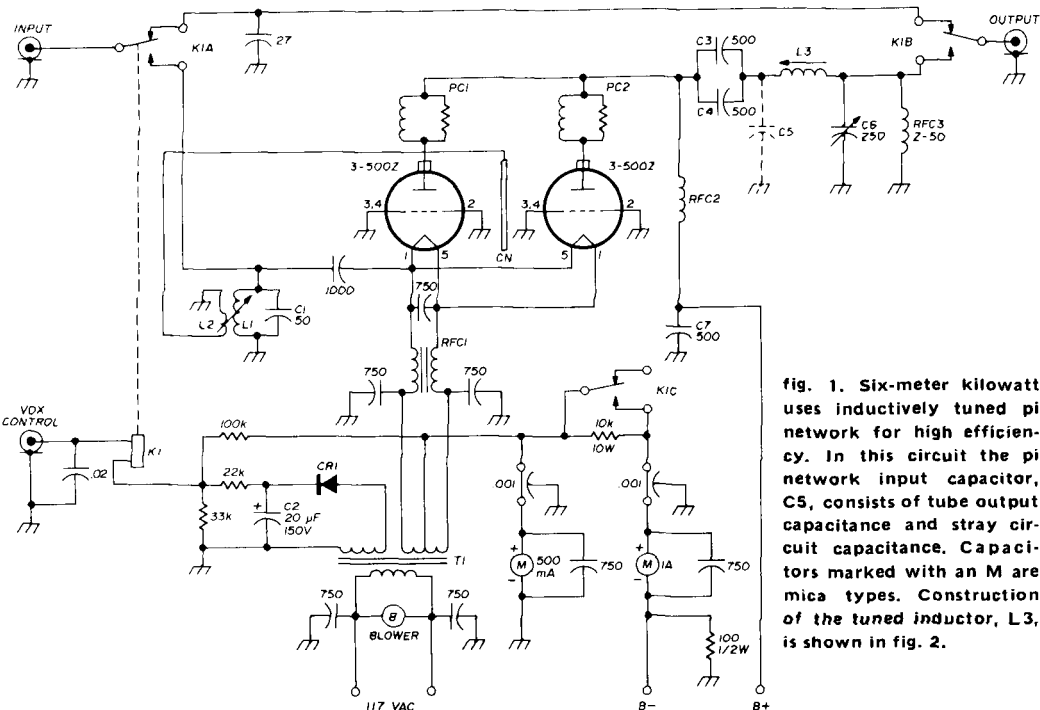 INPUT
K1A
27
OUTPUT
K1B
C3
500
C4
500
L3
C5
C6
250
RFC3
Z-50
PC1
PC2
3-500Z
3-500Z
3,4
2
3,4
2
1
5
5
1
CN
RFC2
1000
750
L2
L1
C1
50
RFC1
750
750
C7
500
K1C
VOX
CONTROL
K1
.02
100k
22k
CR1
33k
C2
20 µF
150V
10k
10W
.001
.001
T1
M
500
mA
750
M
1A
750
750
B
750
BLOWER
100
1/2W
117 VAC
B-
B+
fig. 1. Six-meter kilowatt
uses inductively tuned pi
network for high efficien-
cy. In this circuit the pi
network input capacitor,
C5, consists of tube output
capacitance and stray cir-
cuit capacitance. Capaci-
tors marked with an M are
mica types. Construction
of the tuned inductor, L3,
is shown in fig. 2.